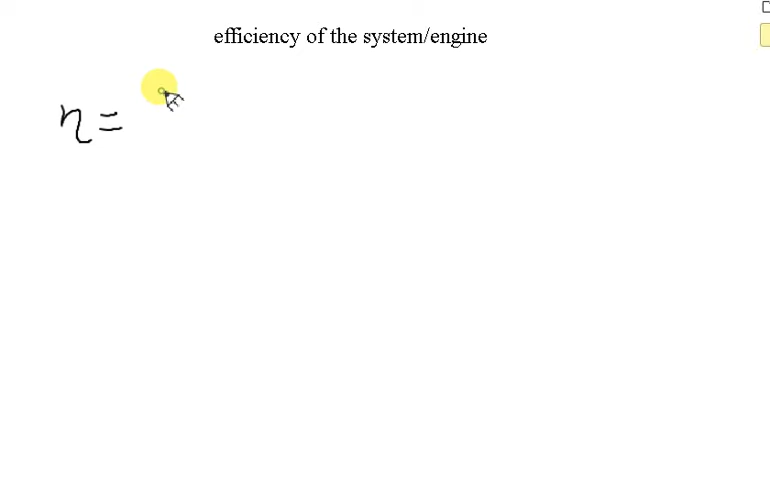 efficiency of the system/engine
η =